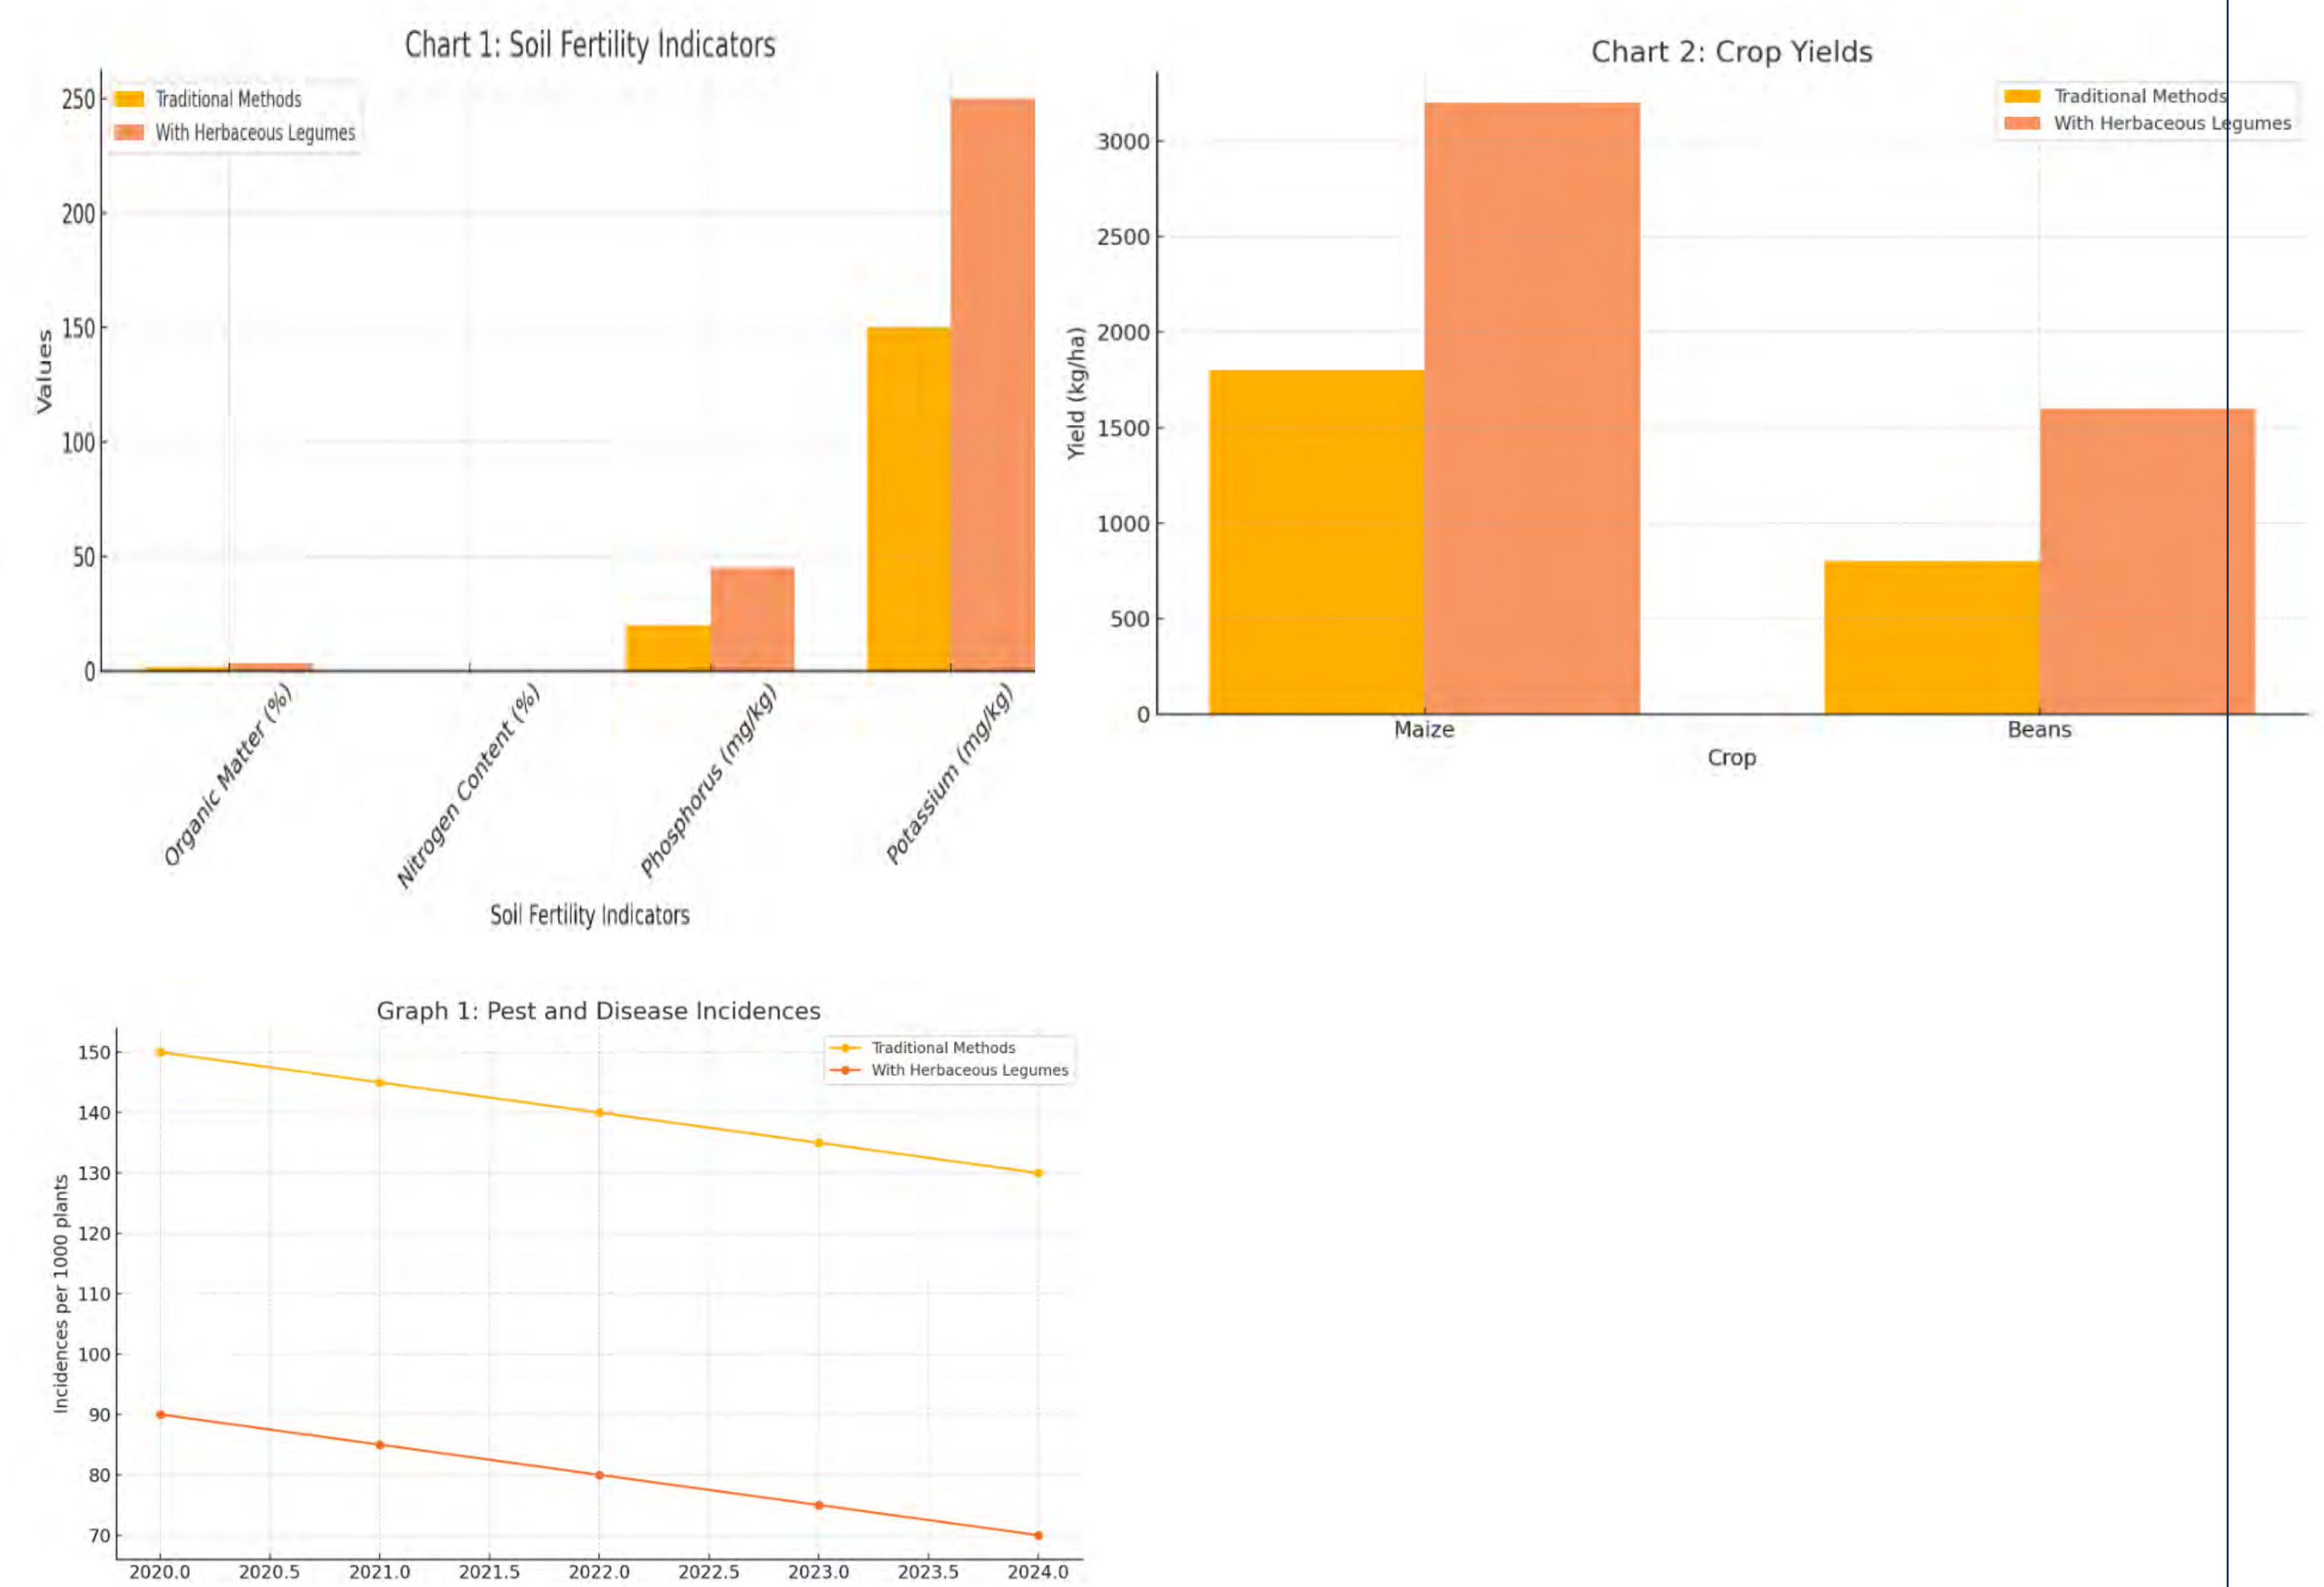 Chart 1: Soil Fertility Indicators
Traditional Methods
With Herbaceous Legumes
250
200
150
100
50
0
Values
Organic Matter (%)
Nitrogen Content (%)
Phosphorus (mg/kg)
Potassium (mg/kg)
Soil Fertility Indicators
Chart 2: Crop Yields
Traditional Methods
With Herbaceous Legumes
3000
2500
2000
1500
1000
500
0
Yield (kg/ha)
Maize
Beans
Crop
Graph 1: Pest and Disease Incidences
Traditional Methods
With Herbaceous Legumes
150
140
130
120
110
100
90
80
70
Incidences per 1000 plants
2020.0 2020.5 2021.0 2021.5 2022.0 2022.5 2023.0 2023.5 2024.0